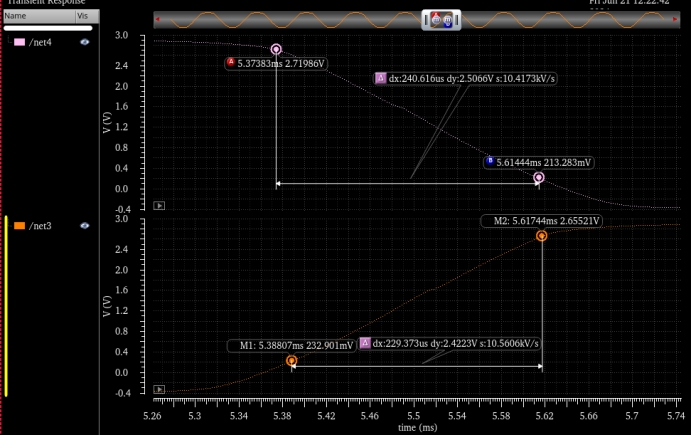 Transient Response
Fri Jun 21 12:22:42
Name Vis
/net4
V (V)
3.0
2.4
2.0
1.6
1.2
0.8
0.4
0.0
-0.4
A 5.37383ms 2.71986V
Δ dx:240.616us dy:2.5066V s:10.4173kV/s
B 5.61444ms 213.283mV
/net3
V (V)
3.0
2.4
2.0
1.6
1.2
0.8
0.4
0.0
-0.4
M2: 5.61744ms 2.65521V
M1: 5.38807ms 232.901mV
Δ dx:229.373us dy:2.4223V s:10.5606kV/s
5.26 5.3 5.34 5.38 5.42 5.46 5.5 5.54 5.58 5.62 5.66 5.7 5.74
time (ms)